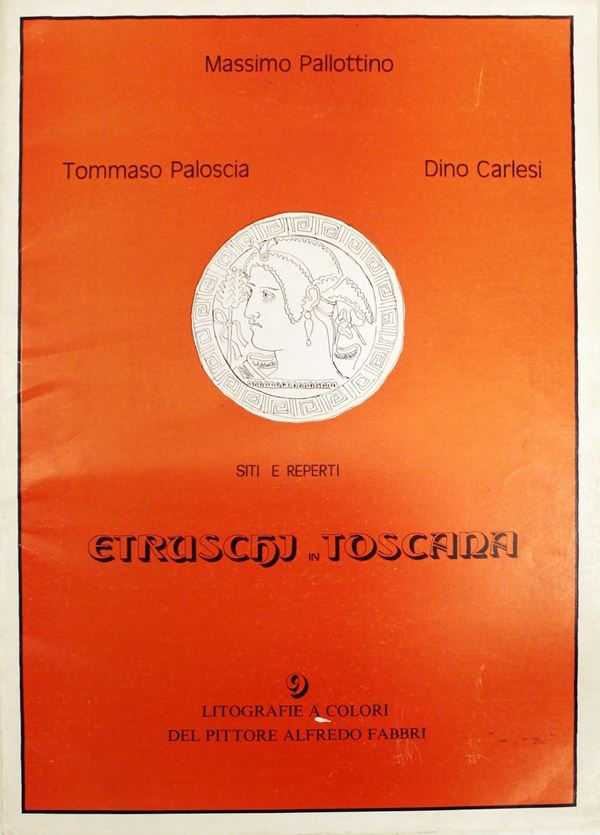 Massimo Pallottino
Tommaso Paloscia
Dino Carlesi
SITI E REPERTI
ETRUSCHI IN TOSCANA
9
LITOGRAFIE A COLORI
DEL PITTORE ALFREDO FABBRI